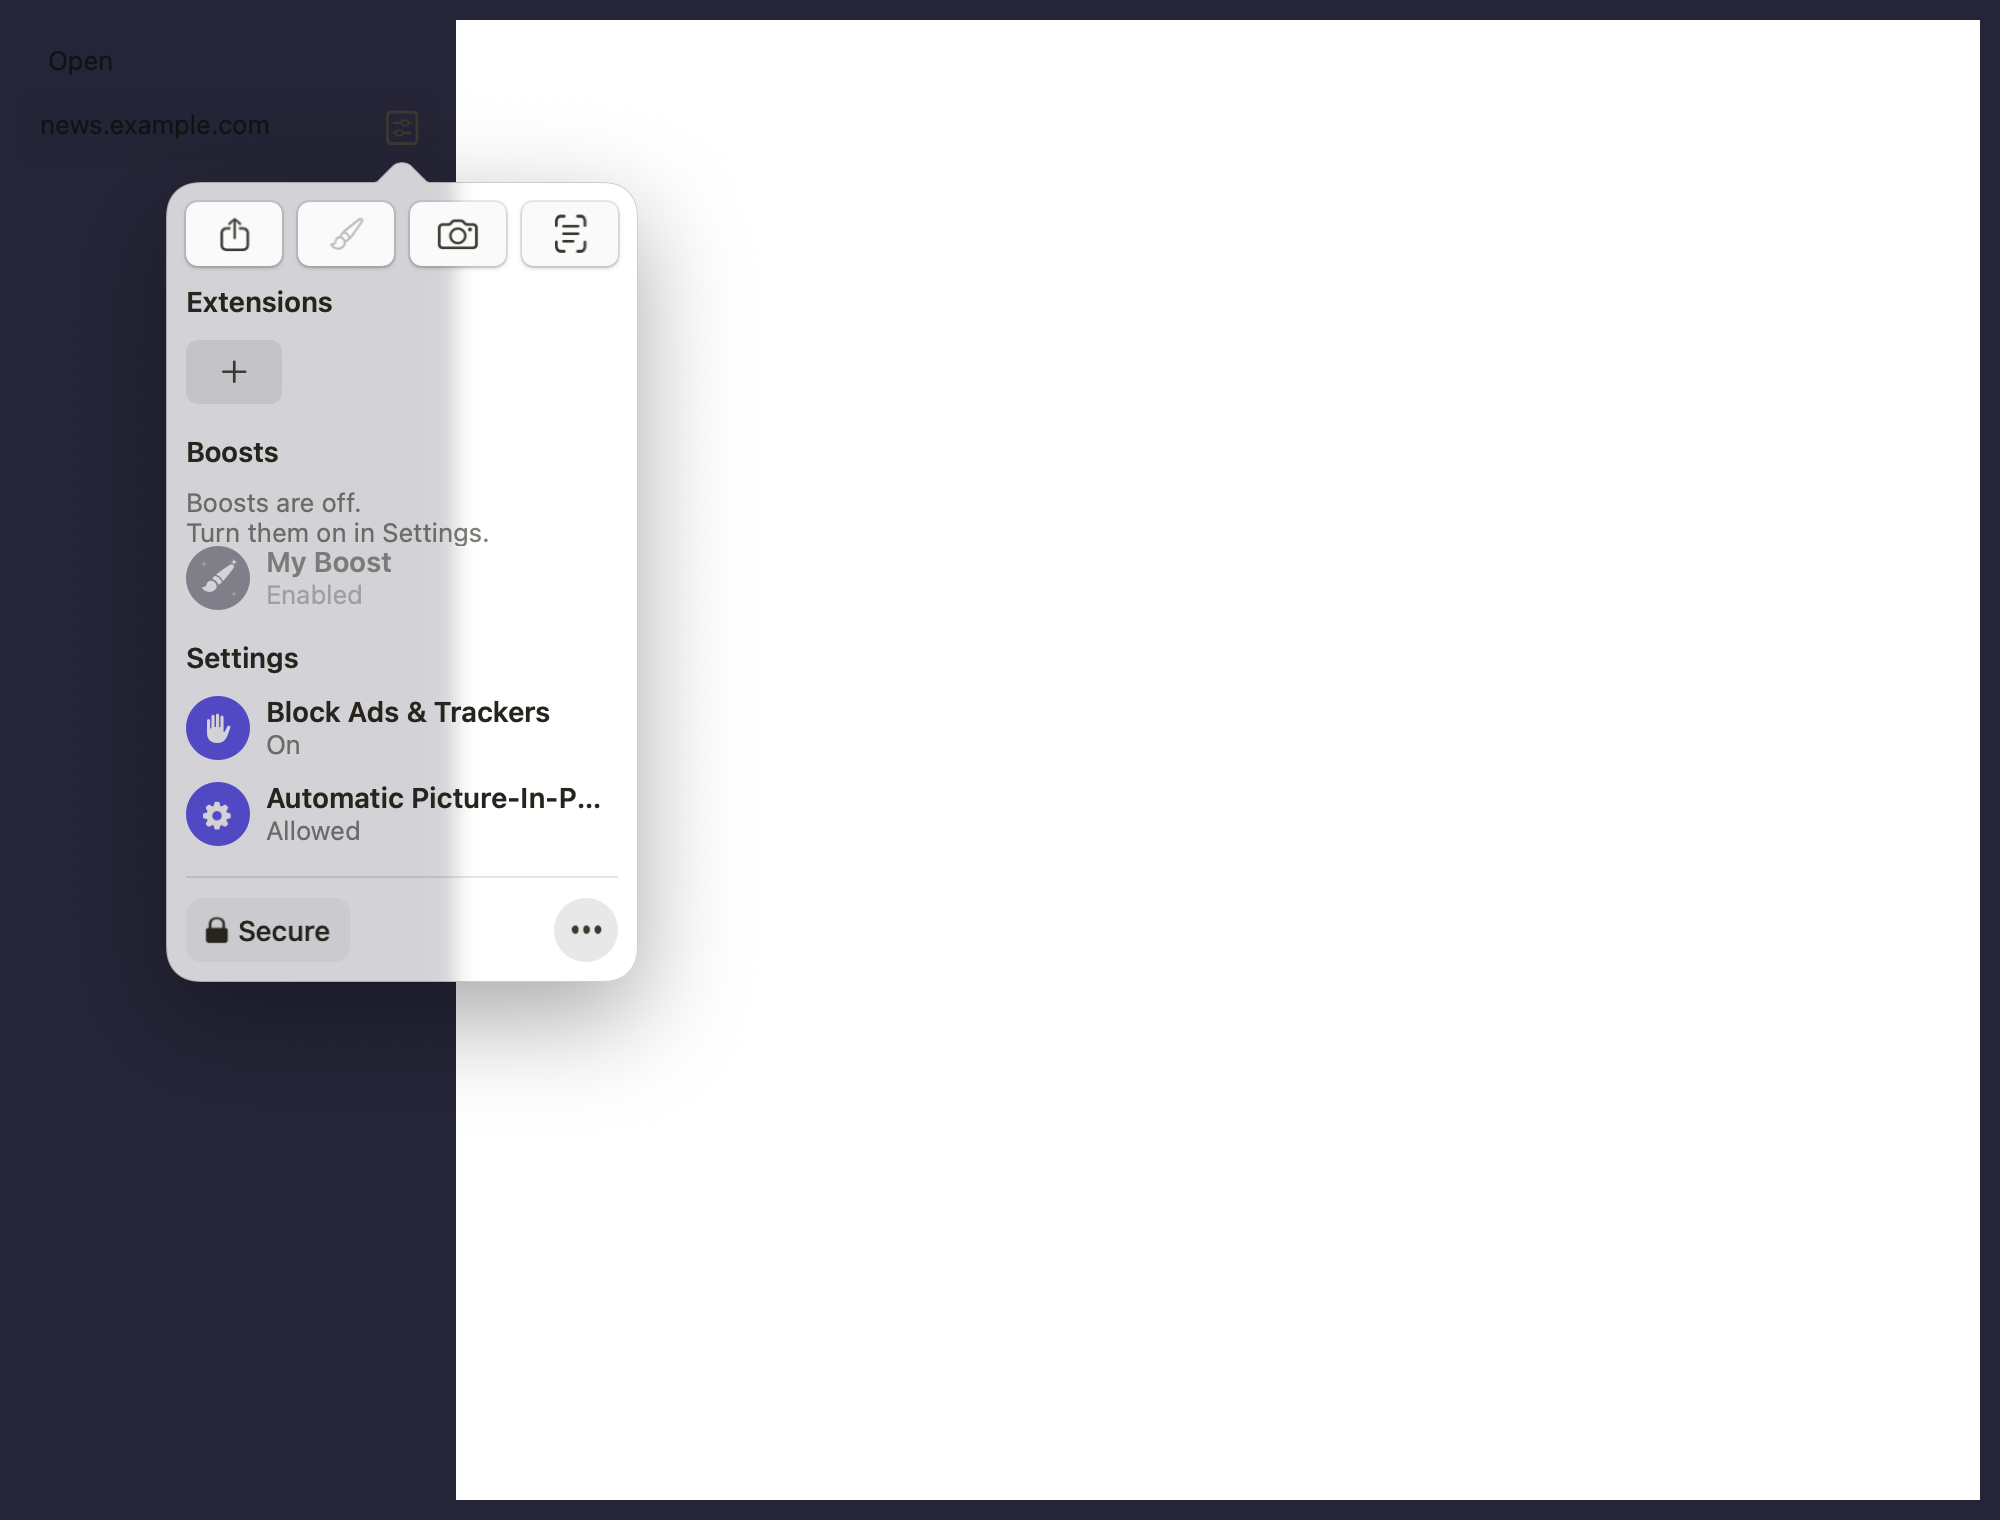 Open
news.example.com
Extensions
Boosts
Boosts are off.
Turn them on in Settings.
My Boost
Enabled
Settings
Block Ads & Trackers
On
Automatic Picture-In-P...
Allowed
Secure